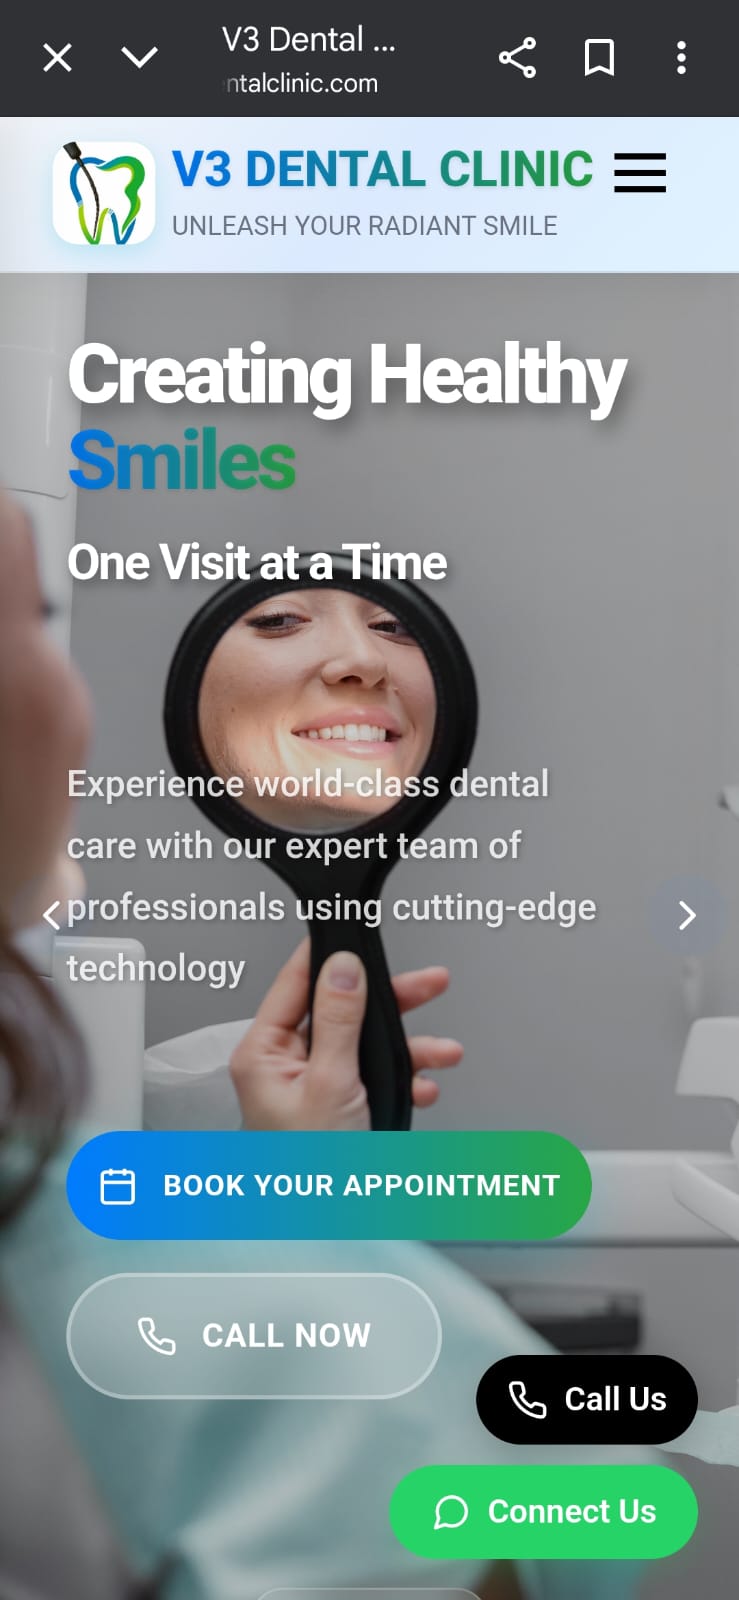 V3 Dental ...
ntalclinic.com
V3 DENTAL CLINIC
UNLEASH YOUR RADIANT SMILE
Creating Healthy
Smiles
One Visit at a Time
Experience world-class dental
care with our expert team of
professionals using cutting-edge
technology
BOOK YOUR APPOINTMENT
CALL NOW
Call Us
Connect Us